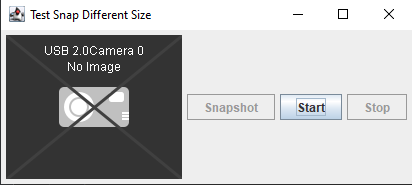 Test Snap Different Size
USB 2.0Camera 0
No Image
Snapshot
Start
Stop